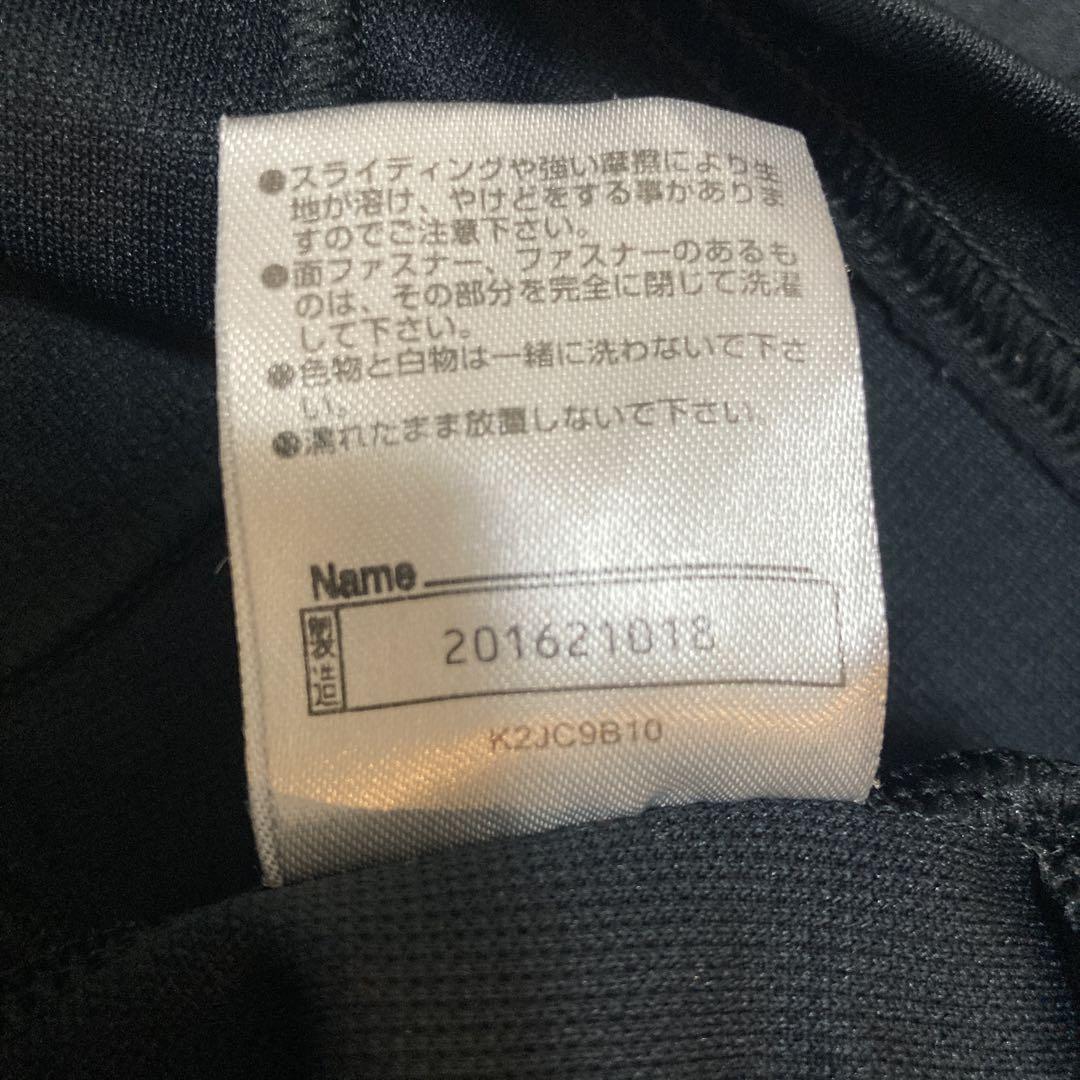 ●スライディングや強い摩擦により生
地が溶け、やけどをする事がありま
すのでご注意下さい。
●面ファスナー、ファスナーのあるも
のは、その部分を完全に閉じて洗濯
して下さい。
●色物と白物は一緒に洗わないで下さ
い。
●濡れたまま放置しないで下さい。
Name
製造 201621018
K2JC9B10